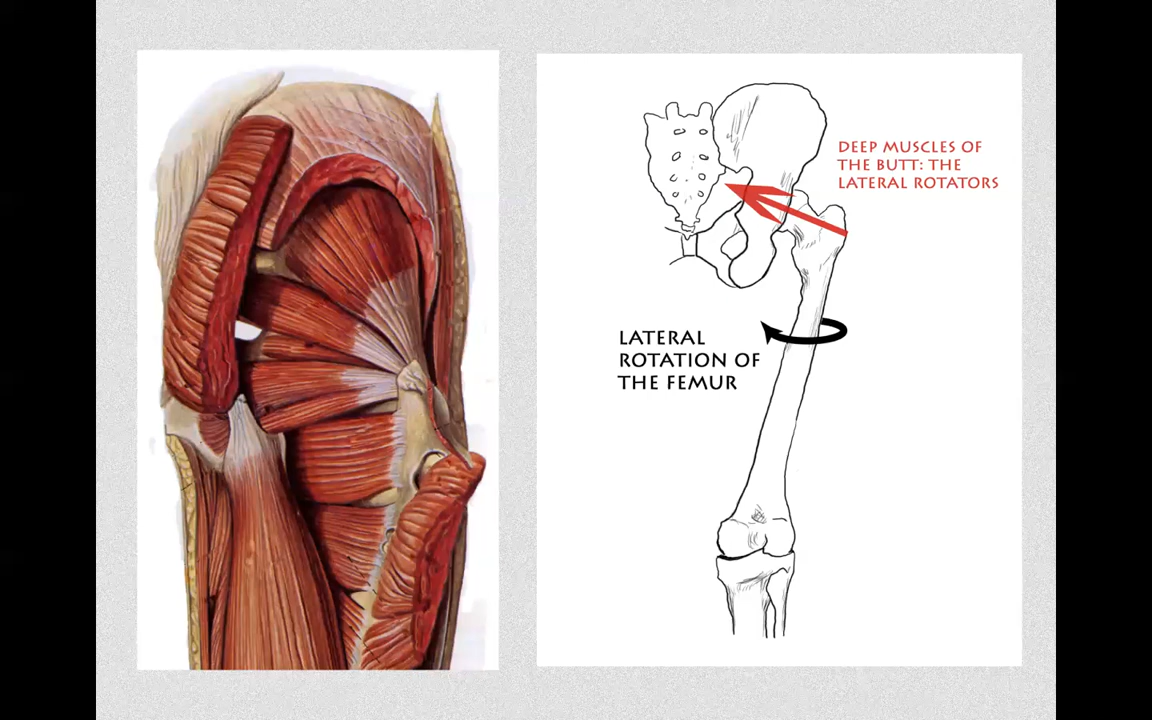 DEEP MUSCLES OF
THE BUTT: THE
LATERAL ROTATORS
LATERAL
ROTATION OF
THE FEMUR